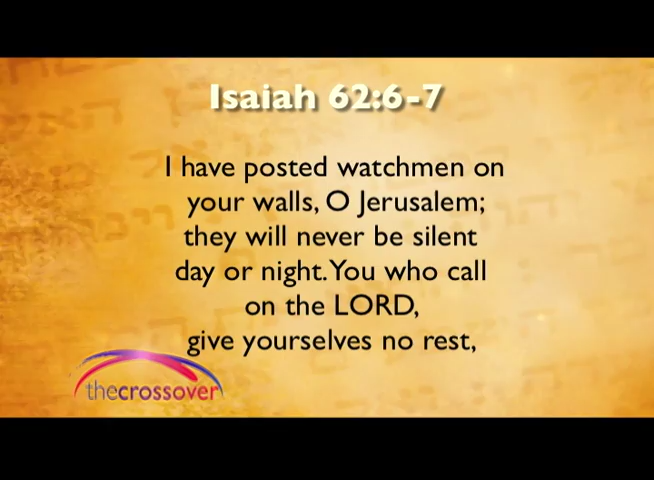 Isaiah 62:6-7
I have posted watchmen on
your walls, O Jerusalem;
they will never be silent
day or night. You who call
on the LORD,
give yourselves no rest,
thecrossover